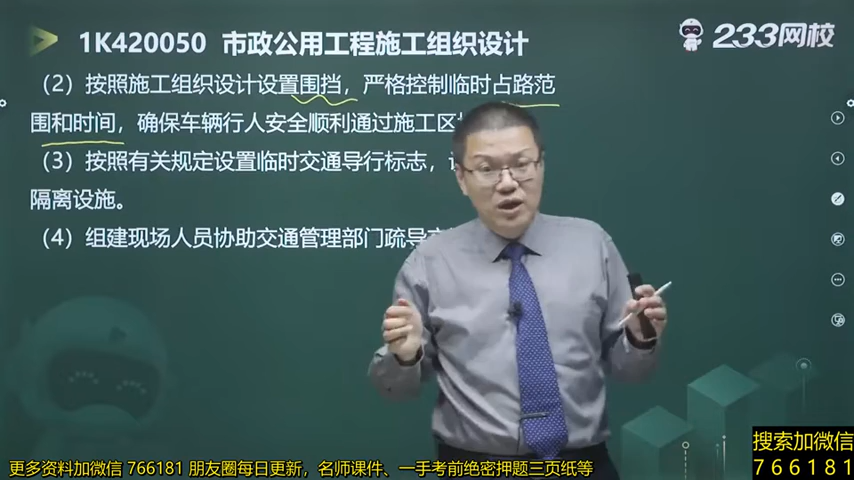 1K420050 市政公用工程施工组织设计
233网校
（2）按照施工组织设计设置围挡，严格控制临时占路范
围和时间，确保车辆行人安全顺利通过施工区
（3）按照有关规定设置临时交通导行标志，
隔离设施。
（4）组建现场人员协助交通管理部门疏导
搜索加微信
766181
更多资料加微信 766181 朋友圈每日更新，名师课件、一手考前绝密押题三页纸等